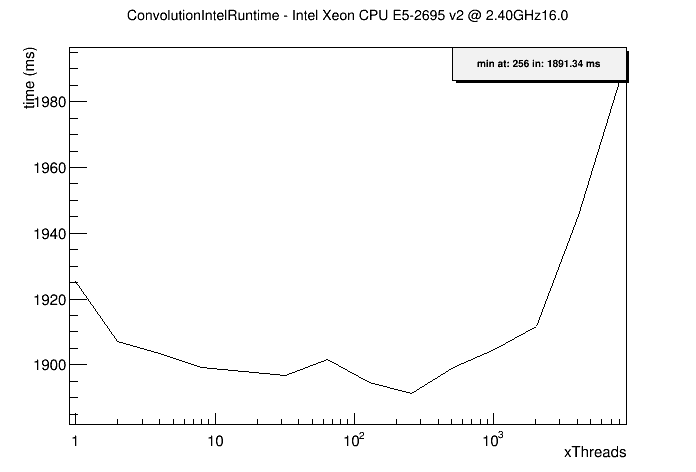 ConvolutionIntelRuntime - Intel Xeon CPU E5-2695 v2 @ 2.40GHz16.0
time (ms)
min at: 256 in: 1891.34 ms
1980
1960
1940
1920
1900
1 10 10² 10³
xThreads